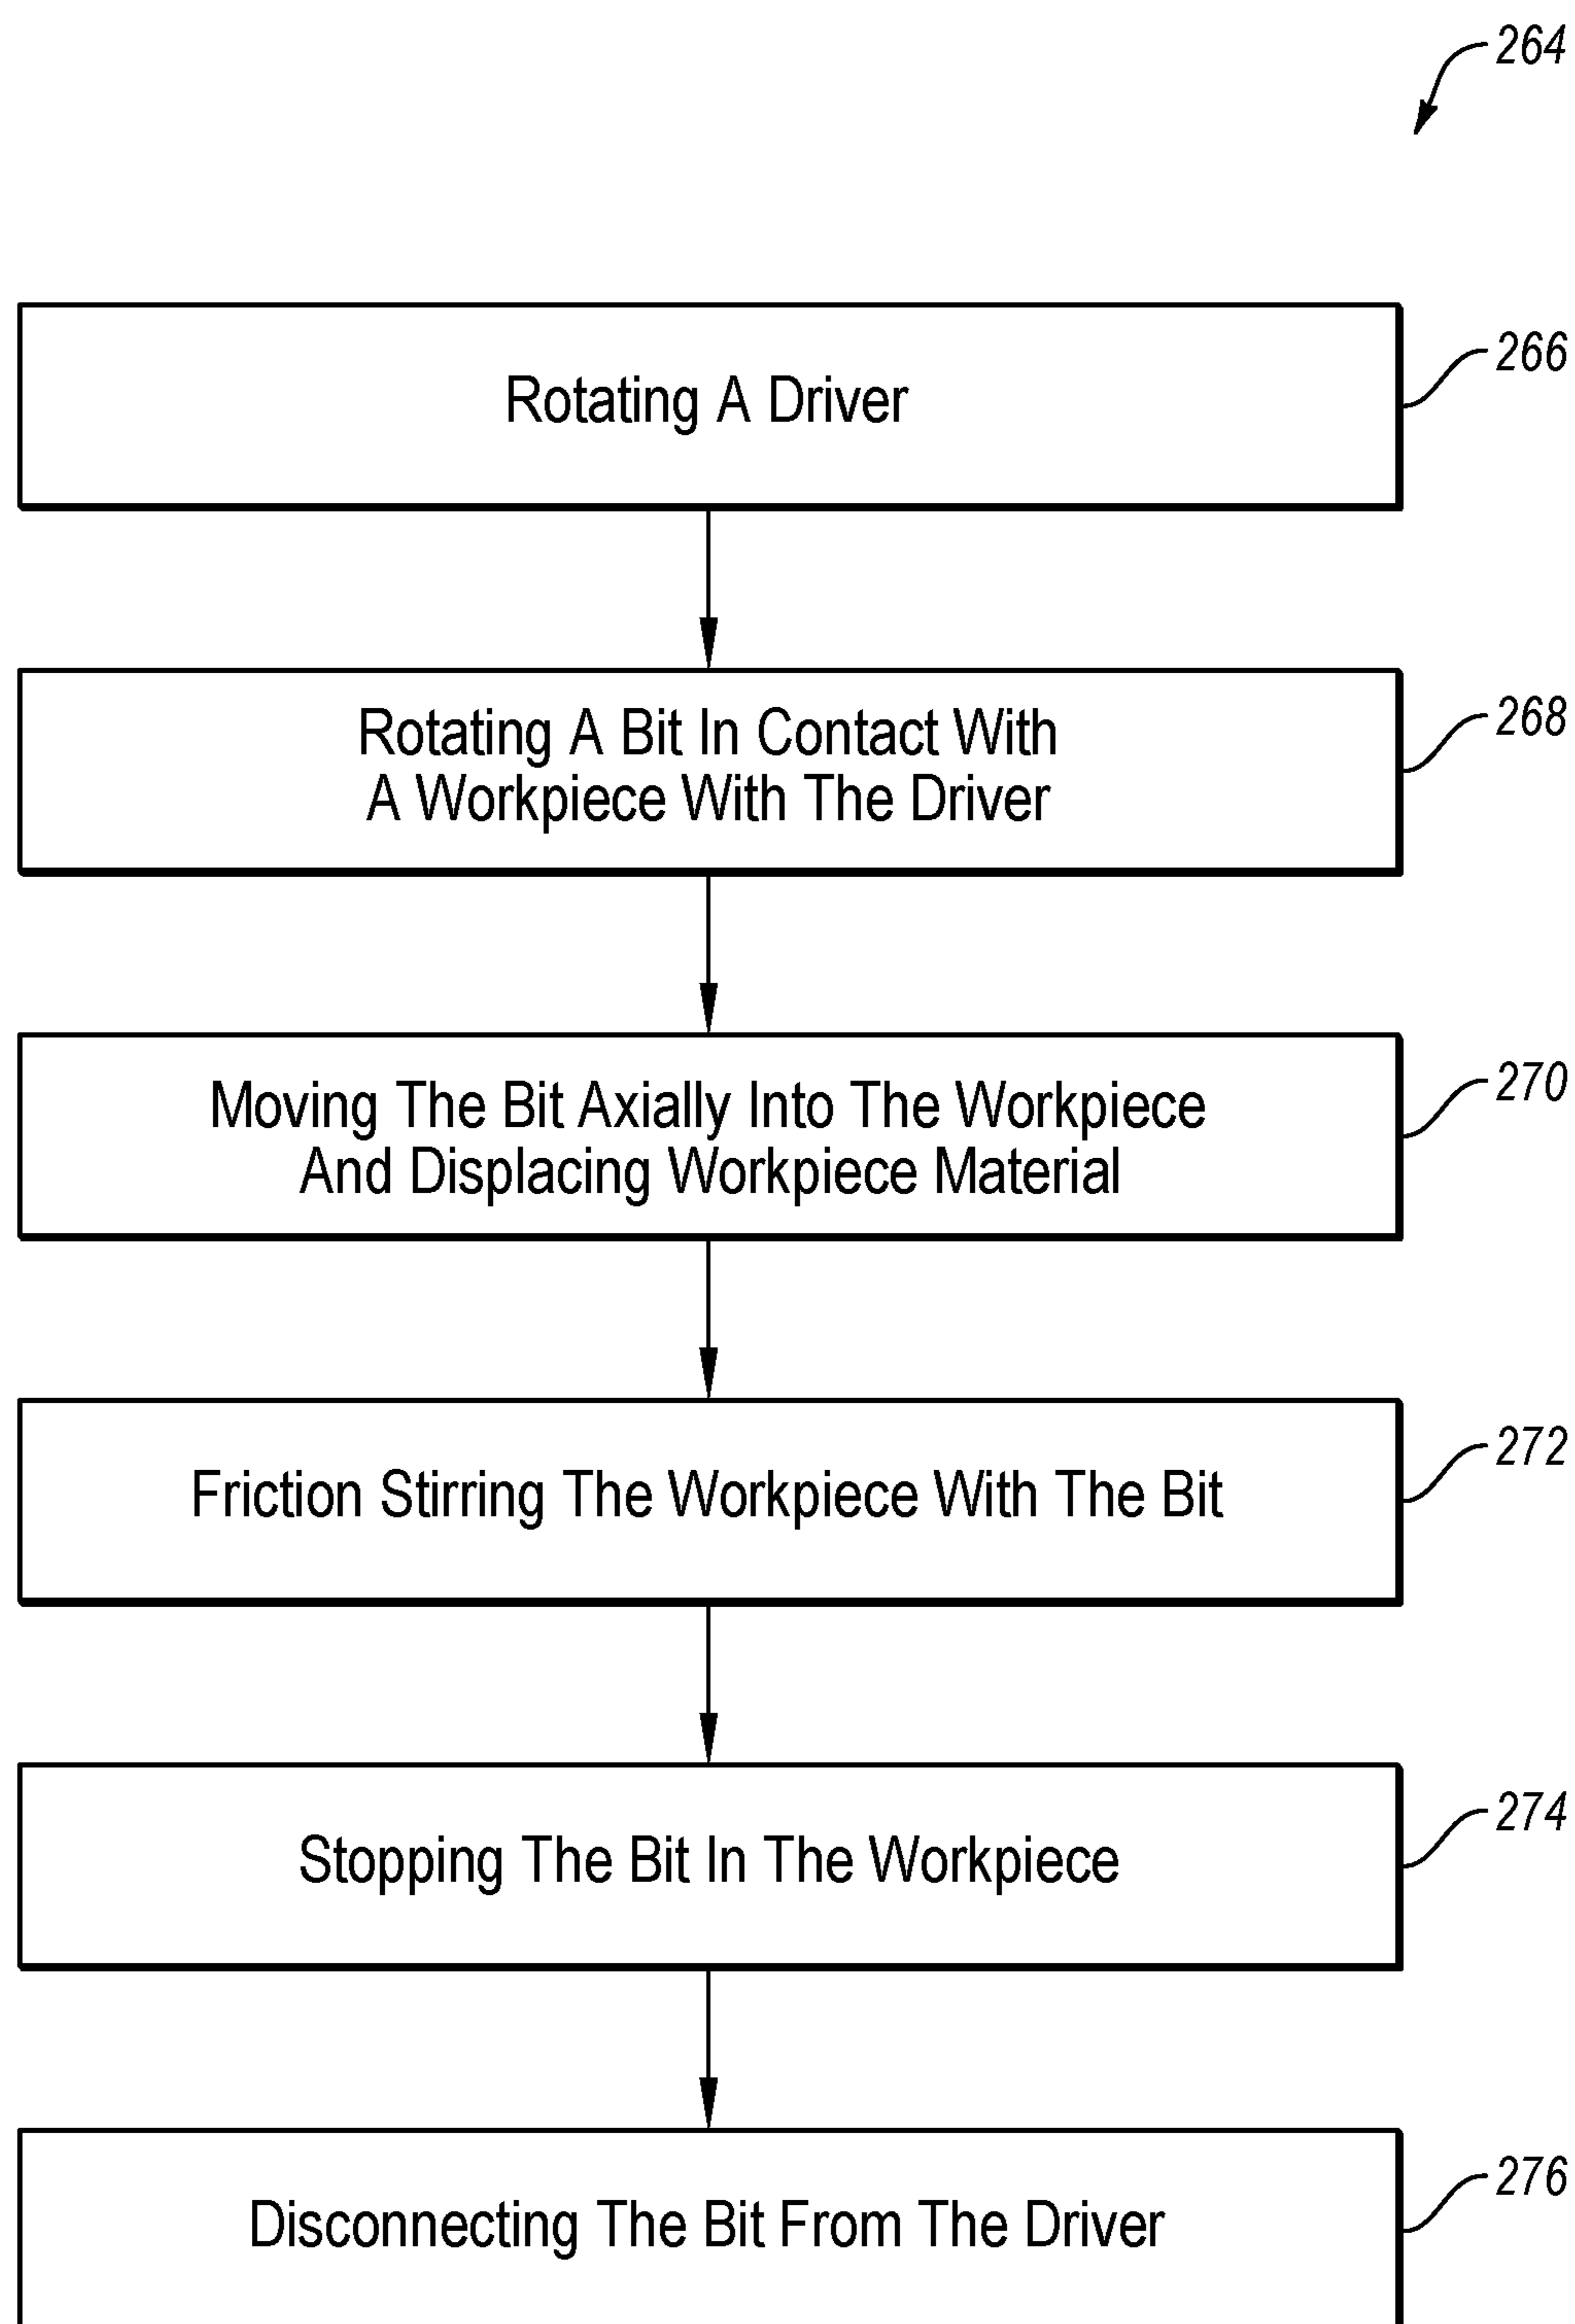 264
Rotating A Driver
266
Rotating A Bit In Contact With
A Workpiece With The Driver
268
Moving The Bit Axially Into The Workpiece
And Displacing Workpiece Material
270
Friction Stirring The Workpiece With The Bit
272
Stopping The Bit In The Workpiece
274
Disconnecting The Bit From The Driver
276